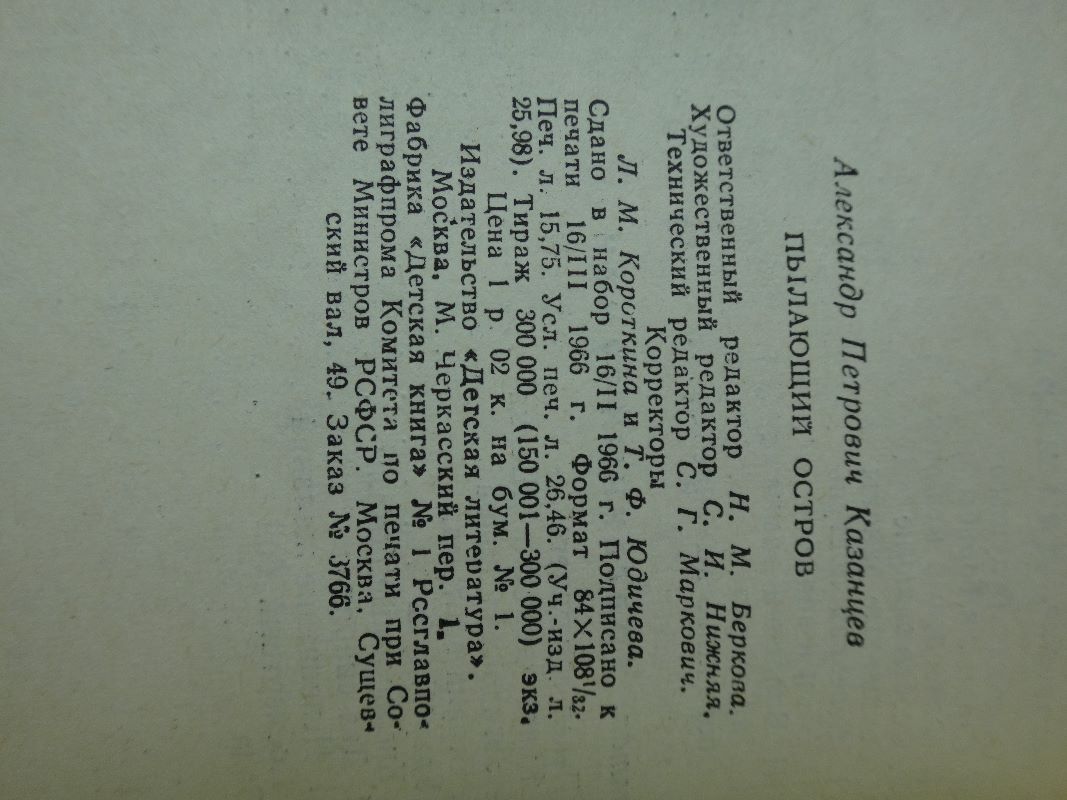 Александр Петрович Казанцев
ПЫЛАЮЩИЙ ОСТРОВ
Ответственный редактор Н. М. Беркова.
Художественный редактор С. И. Нижняя.
Технический редактор С. Г. Маркович.
Корректоры
Л. М. Короткина и Т. Ф. Юдичева.
Сдано в набор 16/II 1966 г. Подписано к
печати 16/III 1966 г. Формат 84×108¹/₃₂.
Печ. л. 15,75. Усл. печ. л. 26,46. (Уч.-изд л.
25,98). Тираж 300 000 (150 001—300 000) экз.
Цена 1 р 02 к. на бум. № 1.
Издательство «Детская литература».
Москва, М. Черкасский пер. 1.
Фабрика «Детская книга» № 1 Росглавпо-
лиграфпрома Комитета по печати при Со-
вете Министров РСФСР. Москва, Сущев-
ский вал, 49. Заказ № 3766.